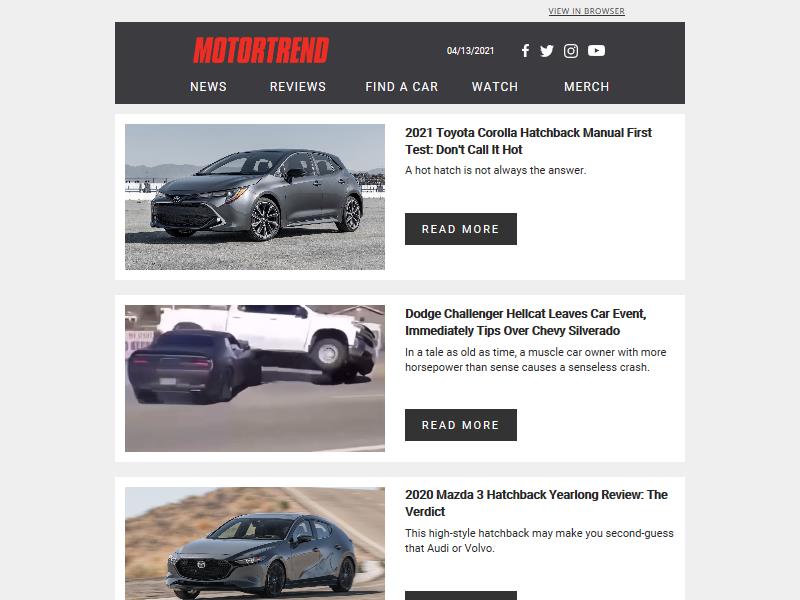 VIEW IN BROWSER
MOTORTREND
04/13/2021
NEWS
REVIEWS
FIND A CAR
WATCH
MERCH
2021 Toyota Corolla Hatchback Manual First
Test: Don't Call It Hot
A hot hatch is not always the answer.
READ MORE
Dodge Challenger Hellcat Leaves Car Event,
Immediately Tips Over Chevy Silverado
In a tale as old as time, a muscle car owner with more
horsepower than sense causes a senseless crash.
READ MORE
2020 Mazda 3 Hatchback Yearlong Review: The
Verdict
This high-style hatchback may make you second-guess
that Audi or Volvo.